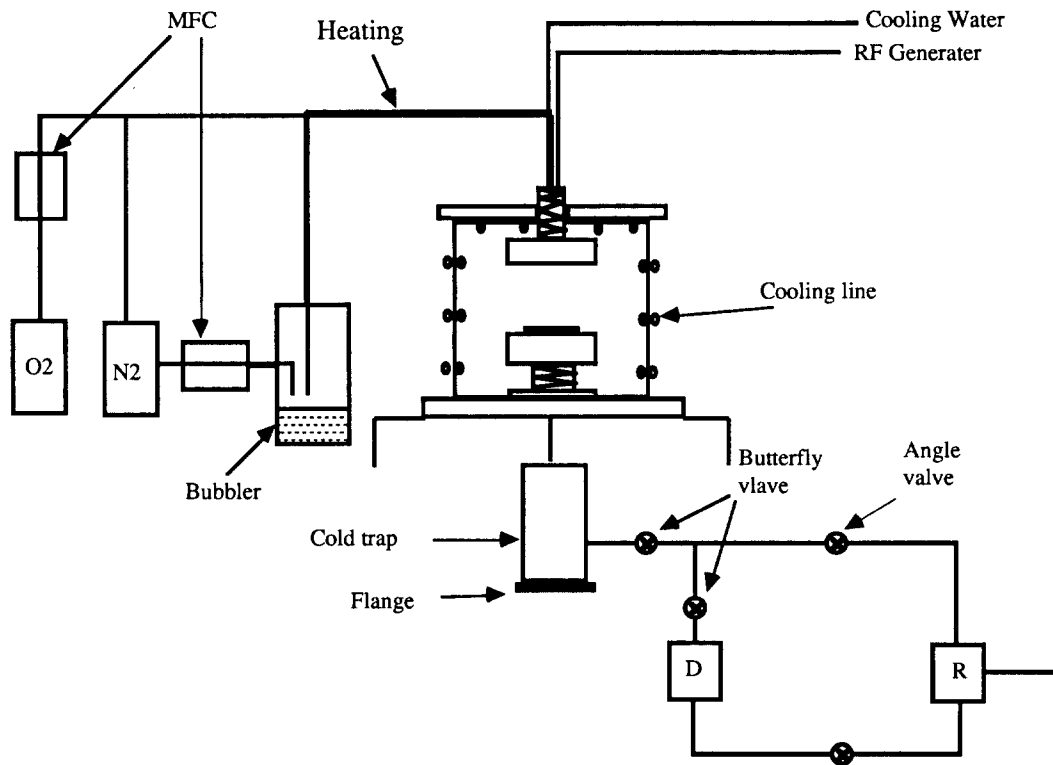 MFC
Heating
Cooling Water
RF Generater
O2
N2
Cooling line
Bubbler
Butterfly
vlave
Angle
valve
Cold trap
Flange
D
R